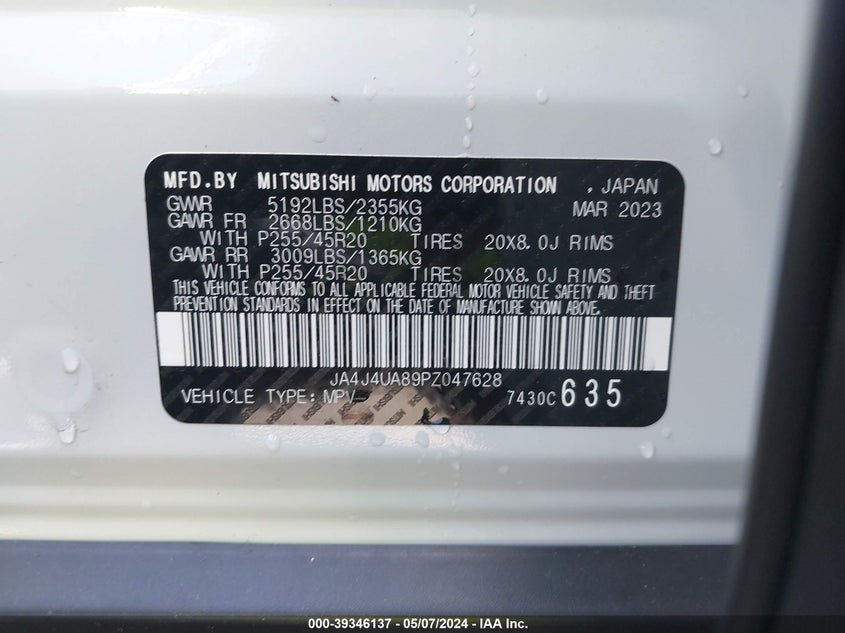 MFD.BY MITSUBISHI MOTORS CORPORATION , JAPAN
GVWR 5192LBS/2355KG MAR 2023
GAWR FR 2668LBS/1210KG
WITH P255/45R20 TIRES 20X8.0J RIMS
GAWR RR 3009LBS/1365KG
WITH P255/45R20 TIRES 20X8.0J RIMS
THIS VEHICLE CONFORMS TO ALL APPLICABLE FEDERAL MOTOR VEHICLE SAFETY AND THEFT
PREVENTION STANDARDS IN EFFECT ON THE DATE OF MANUFACTURE SHOWN ABOVE.
JA4J4UA89PZ047628
VEHICLE TYPE: MPV 7430C 635
000-39346137 - 05/07/2024 - IAA Inc.